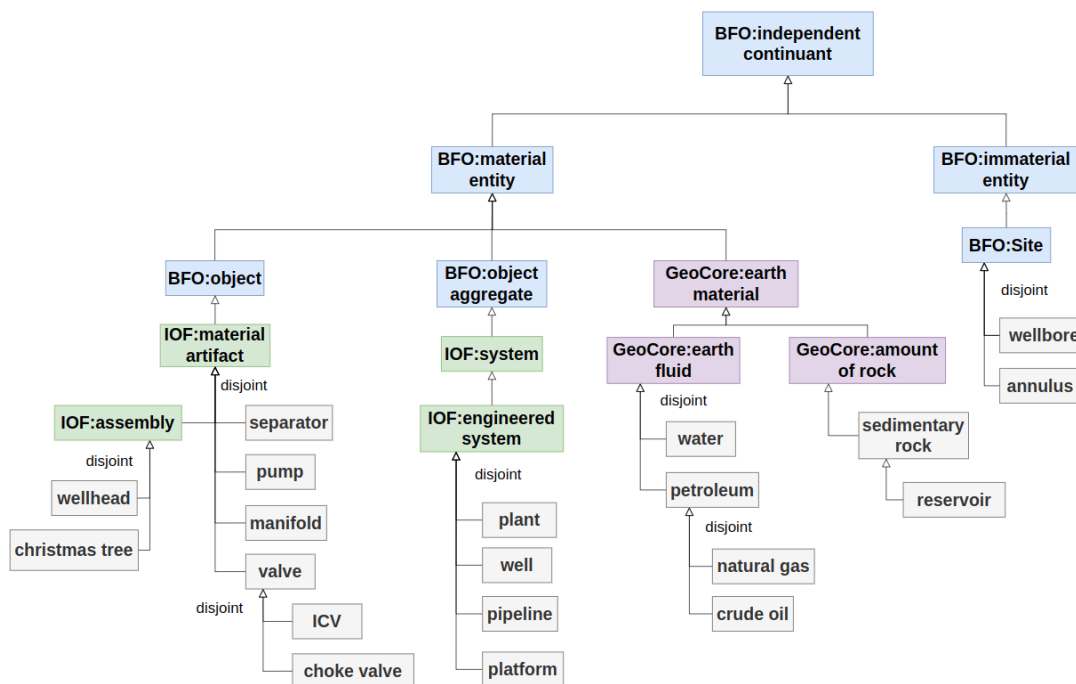 BFO:independent
continuant
BFO:material
entity
BFO:immaterial
entity
BFO:object
BFO:object
aggregate
GeoCore:earth
material
BFO:Site
disjoint
IOF:material
artifact
IOF:system
GeoCore:earth
fluid
GeoCore:amount
of rock
wellbore
annulus
disjoint
IOF:assembly
separator
IOF:engineered
system
disjoint
water
sedimentary
rock
disjoint
wellhead
christmas tree
pump
manifold
valve
disjoint
ICV
choke valve
disjoint
plant
well
pipeline
platform
petroleum
disjoint
natural gas
crude oil
reservoir